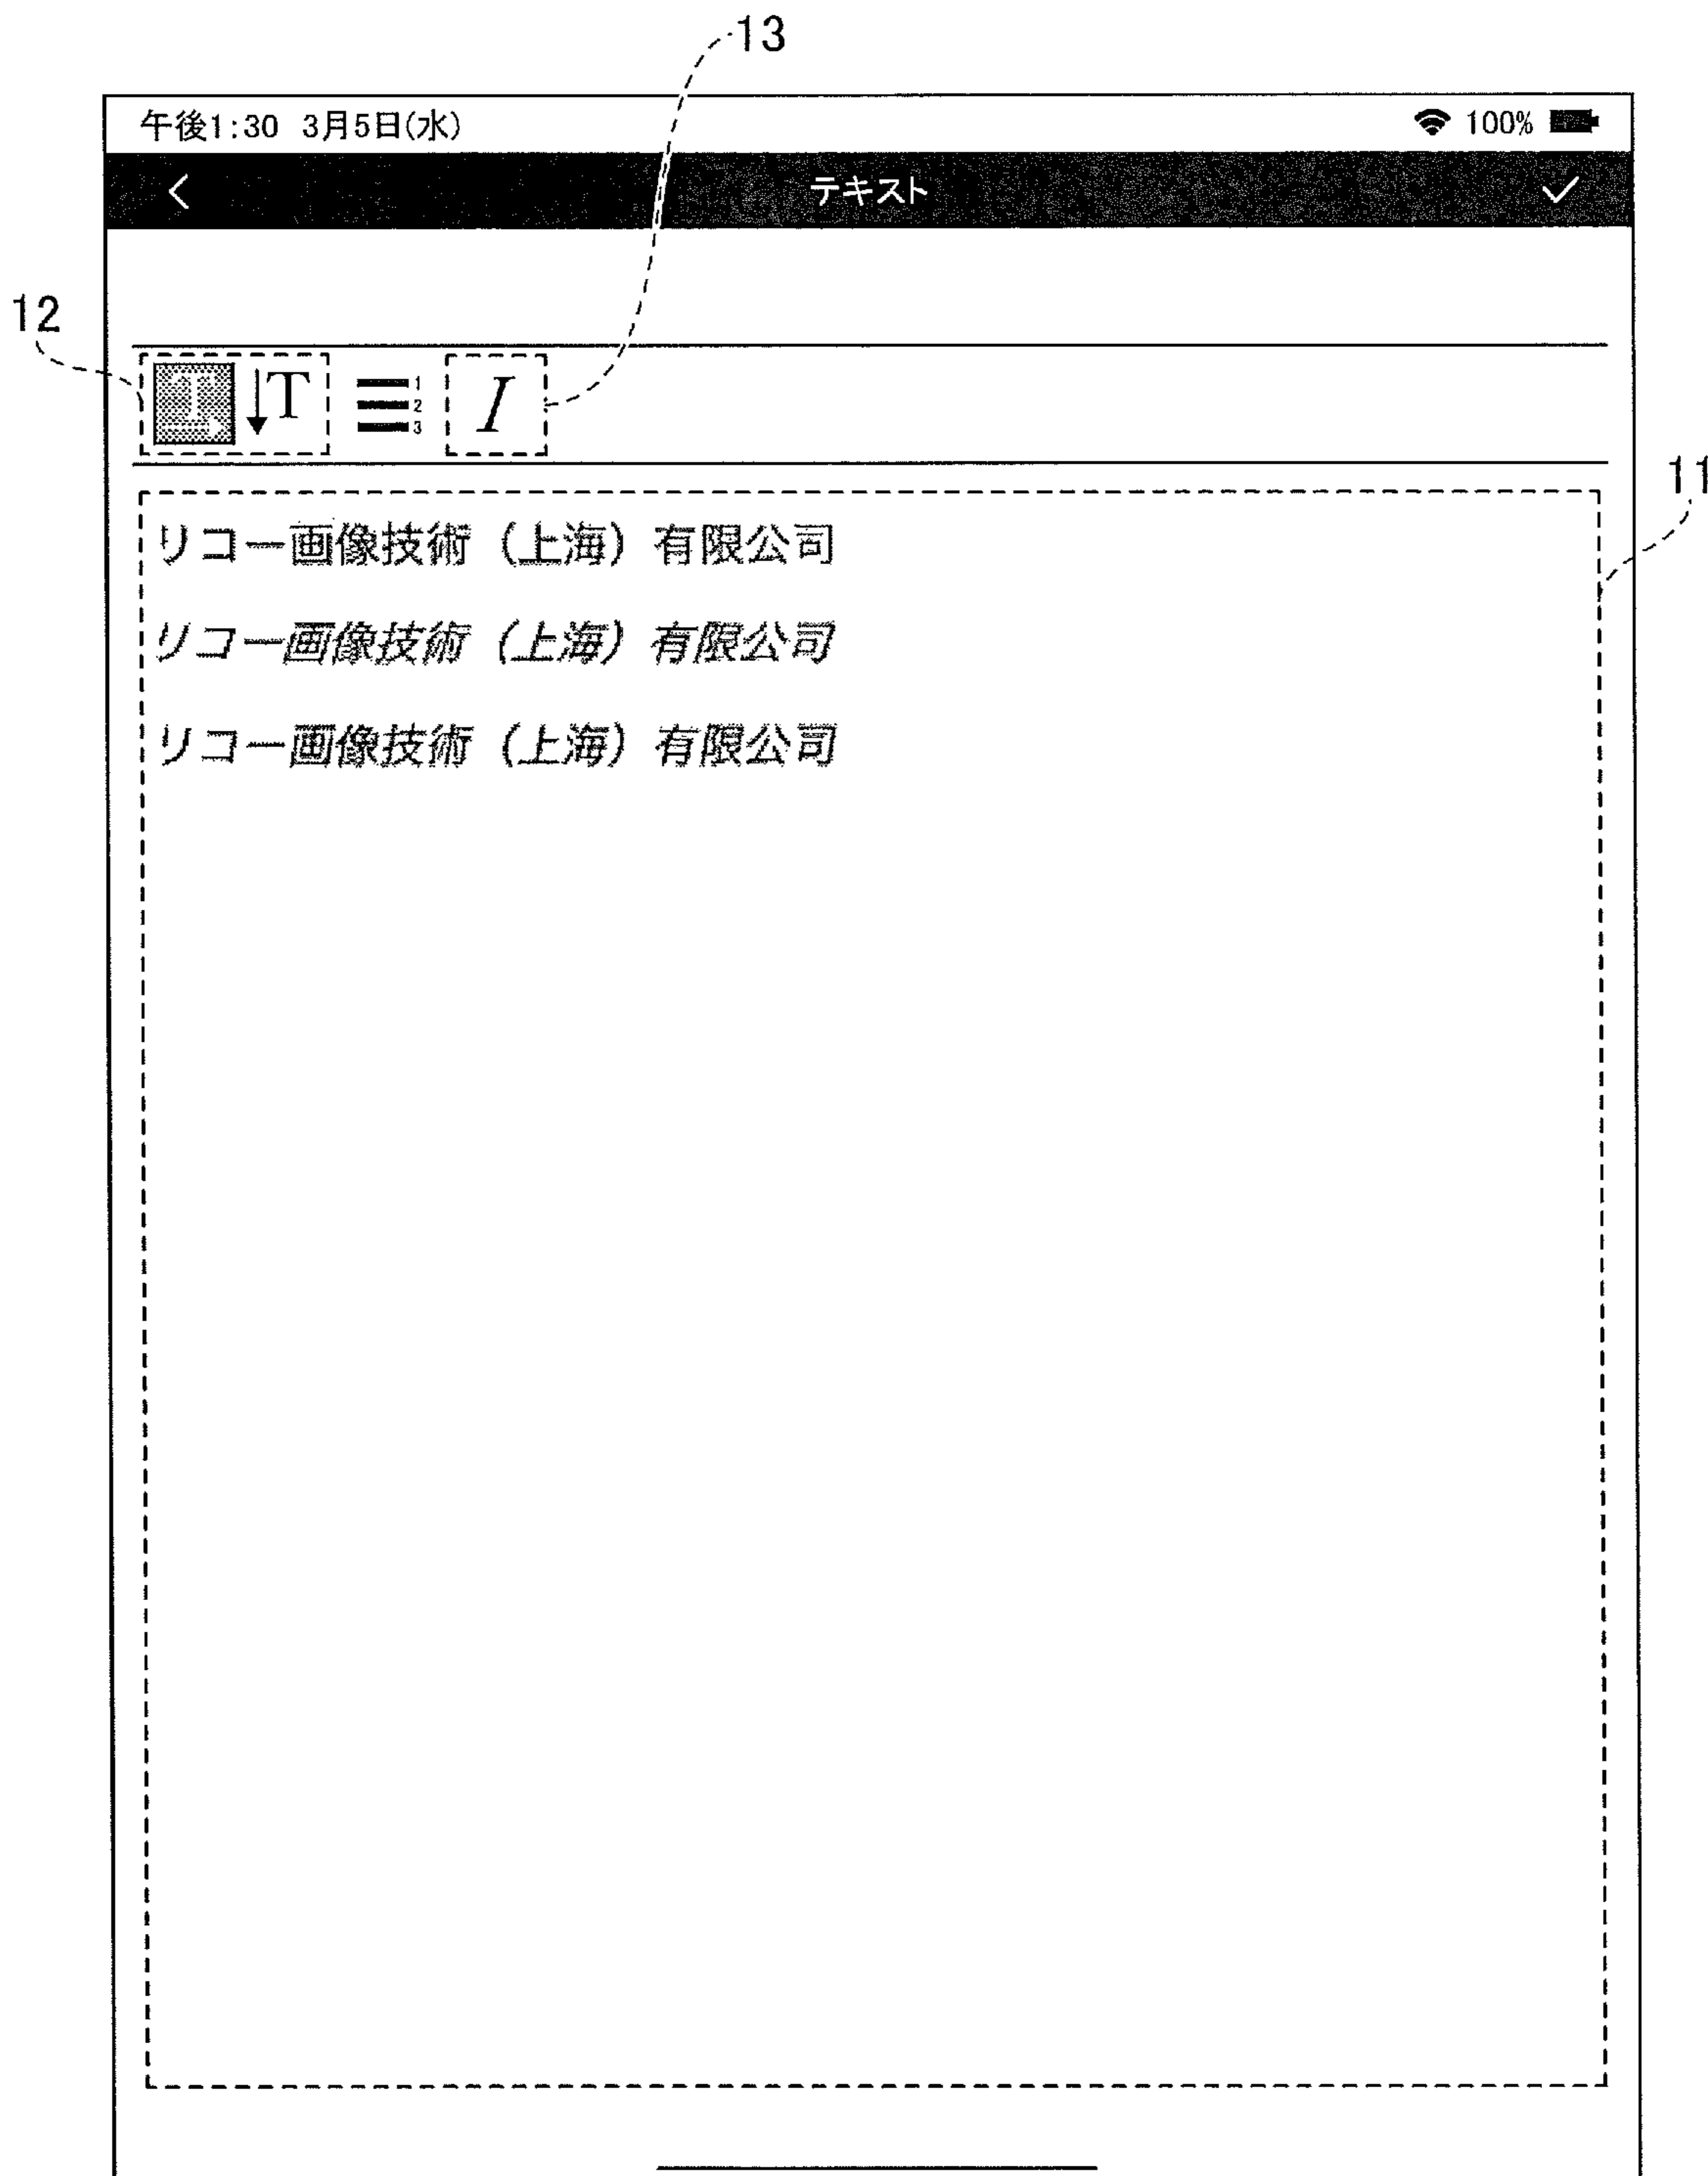 13
午後1:30 3月5日(水) 100%
テキスト
12
T T 1 2 3 I
11
リコー画像技術（上海）有限公司
リコー画像技術（上海）有限公司
リコー画像技術（上海）有限公司